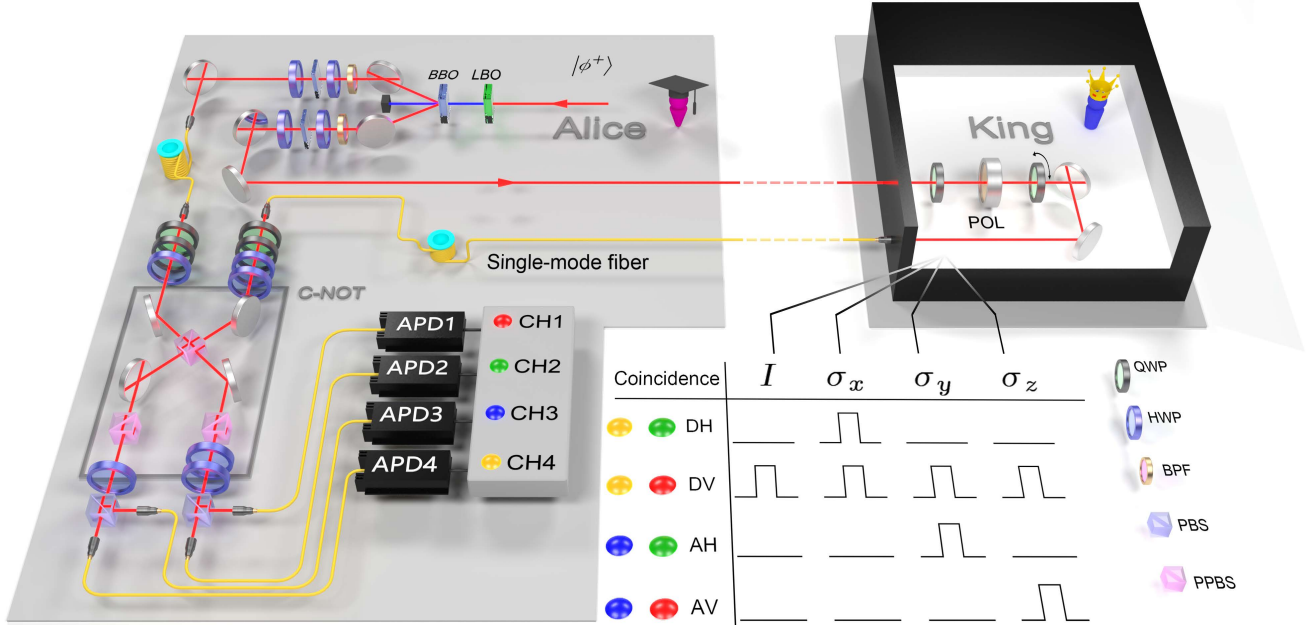 |ϕ⁺⟩
BBO
LBO
Alice
King
POL
Single-mode fiber
C-NOT
APD1
CH1
APD2
CH2
APD3
CH3
APD4
CH4
Coincidence
I
σx
σy
σz
DH
DV
AH
AV
QWP
HWP
BPF
PBS
PPBS